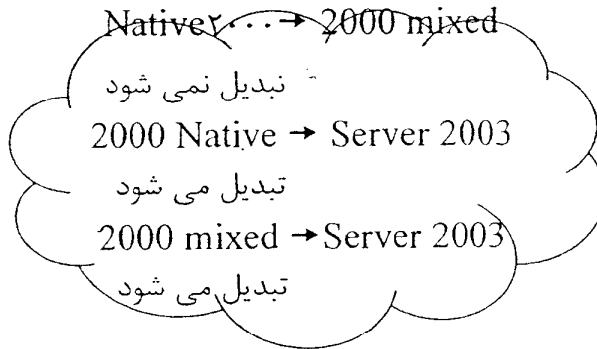 Native۲۰۰۰ → 2000 mixed
تبدیل نمی شود
2000 Native → Server 2003
تبدیل می شود
2000 mixed → Server 2003
تبدیل می شود